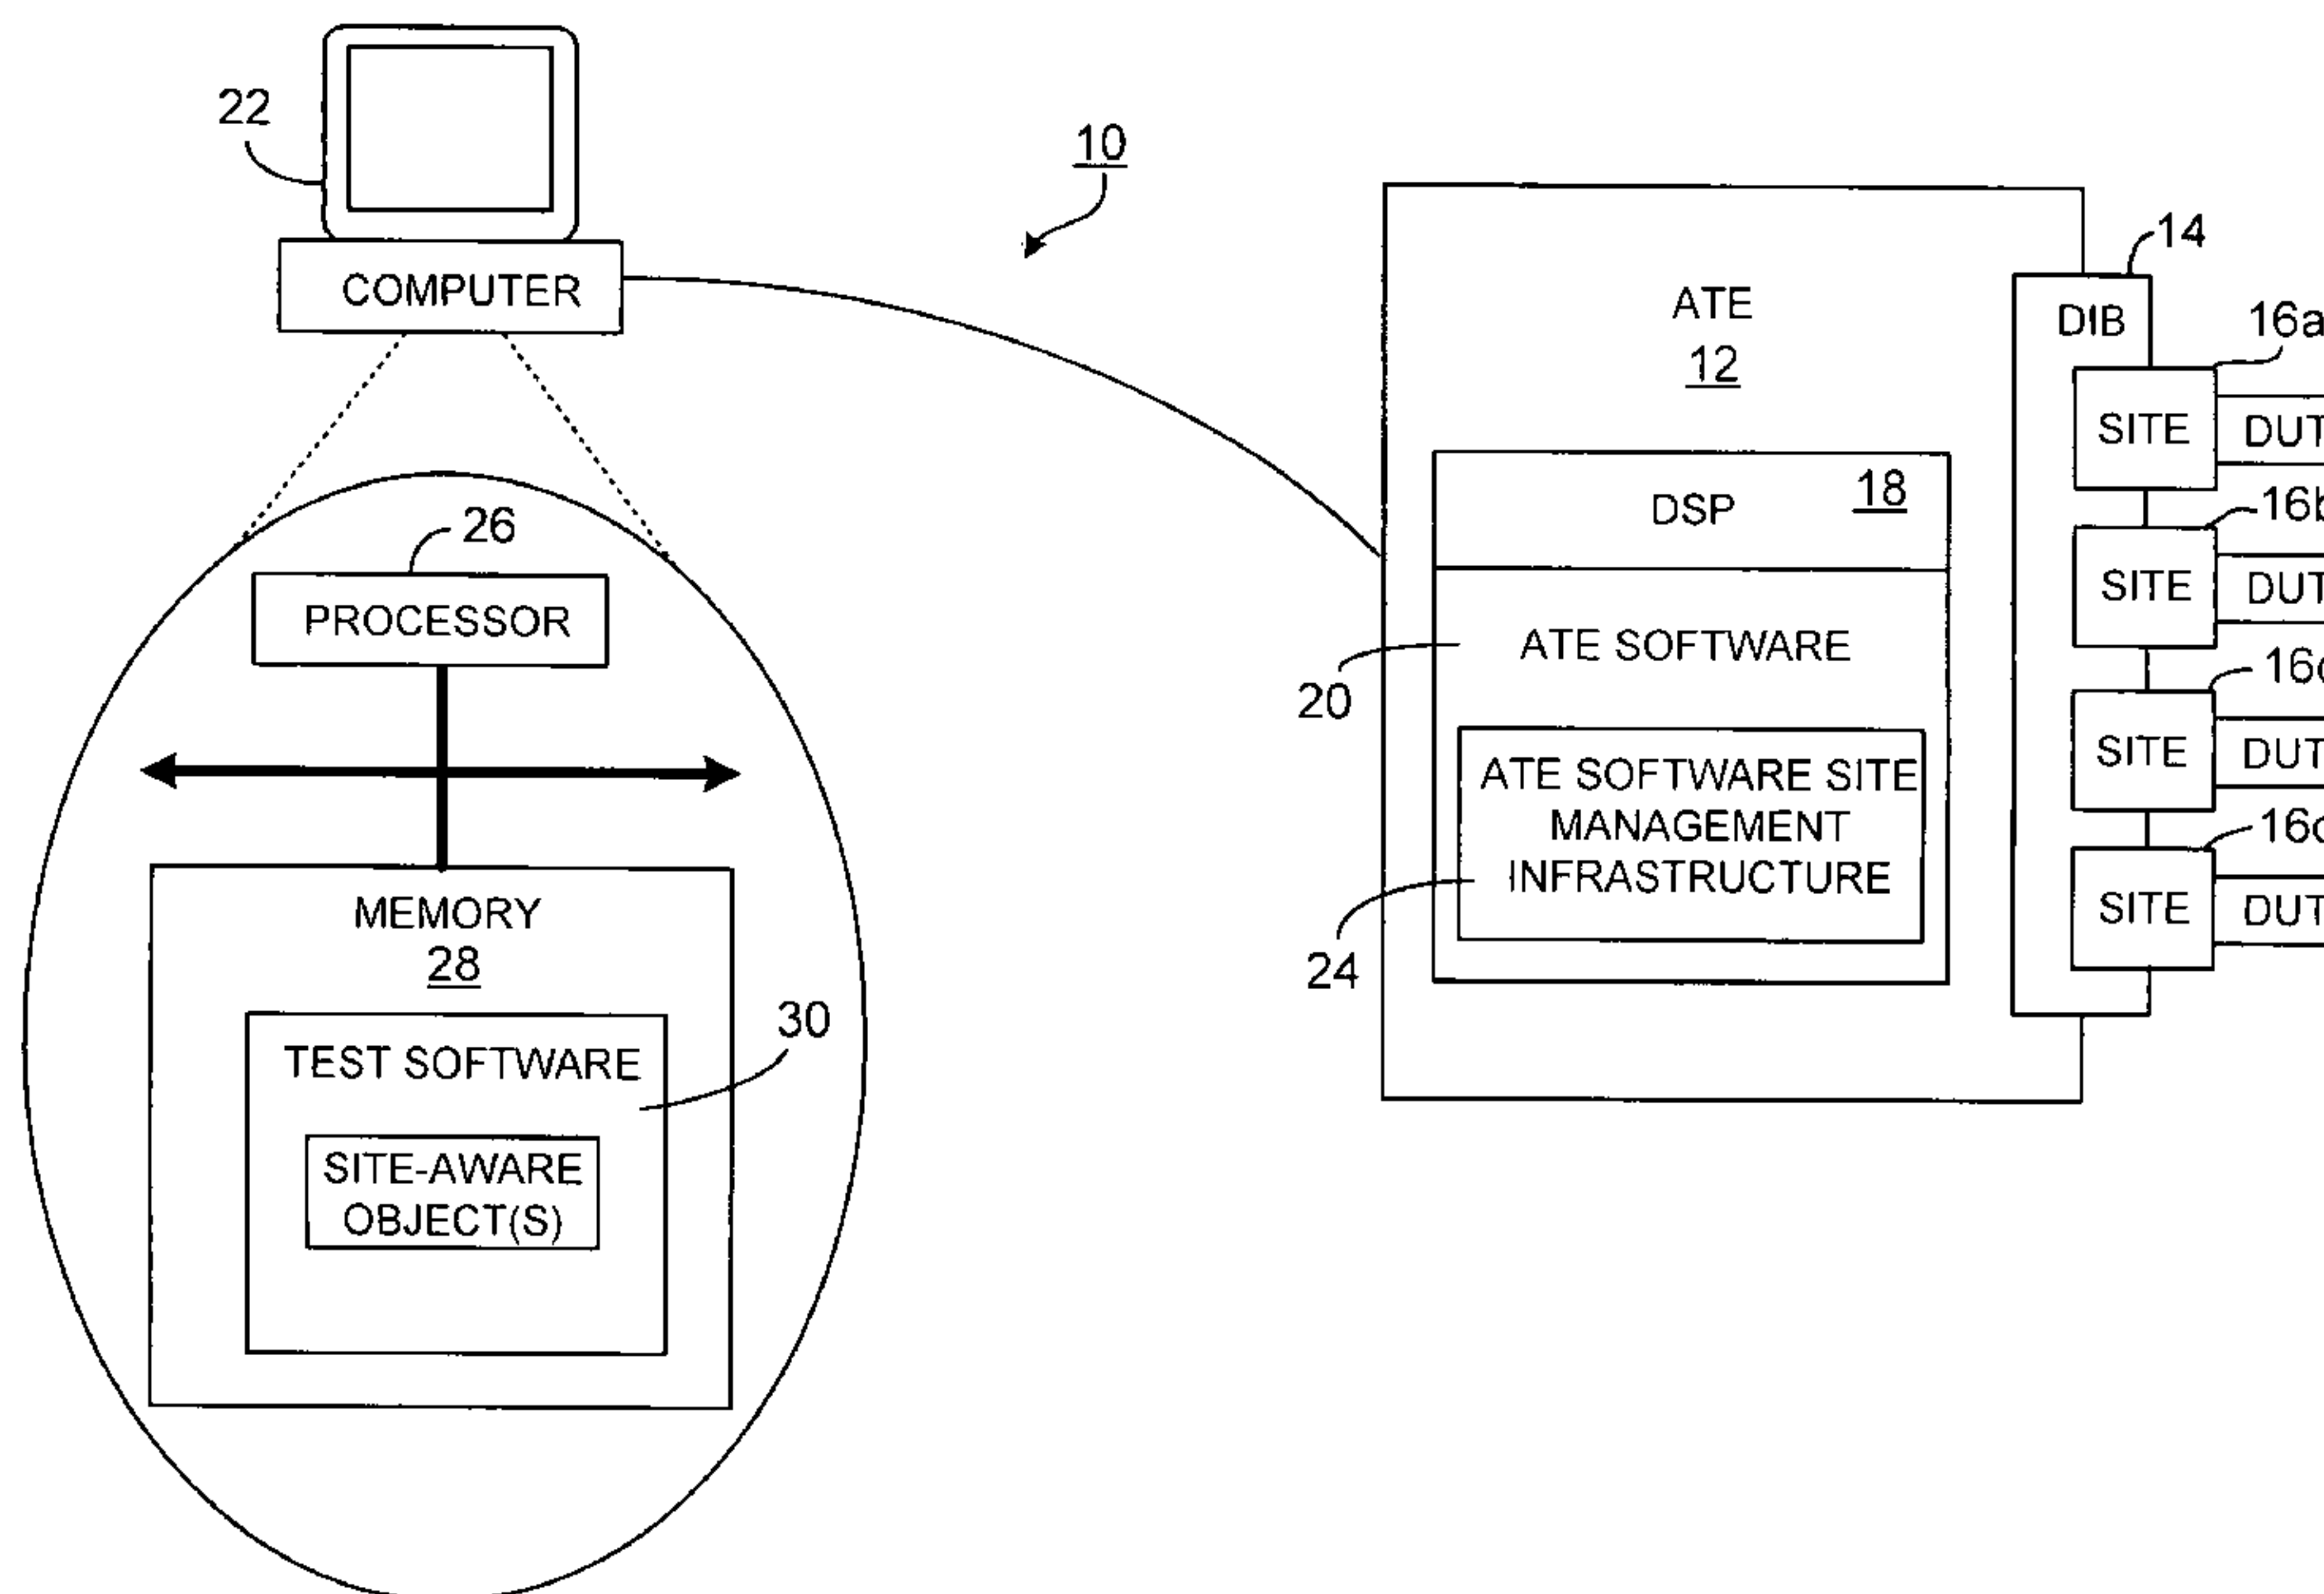 22
COMPUTER
10
ATE
12
14
DIB
16a
SITE
DUT
SITE
DUT
SITE
DUT
SITE
DUT
DSP
18
ATE SOFTWARE
20
ATE SOFTWARE SITE
MANAGEMENT
INFRASTRUCTURE
24
26
PROCESSOR
MEMORY
28
30
TEST SOFTWARE
SITE-AWARE
OBJECT(S)